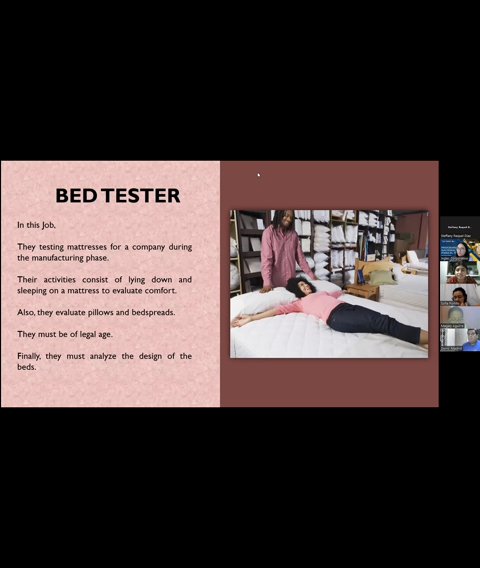 BED TESTER
In this Job,
They testing mattresses for a company during
the manufacturing phase.
Their activities consist of lying down and
sleeping on a mattress to evaluate comfort.
Also, they evaluate pillows and bedspreads.
They must be of legal age.
Finally, they must analyze the design of the
beds.